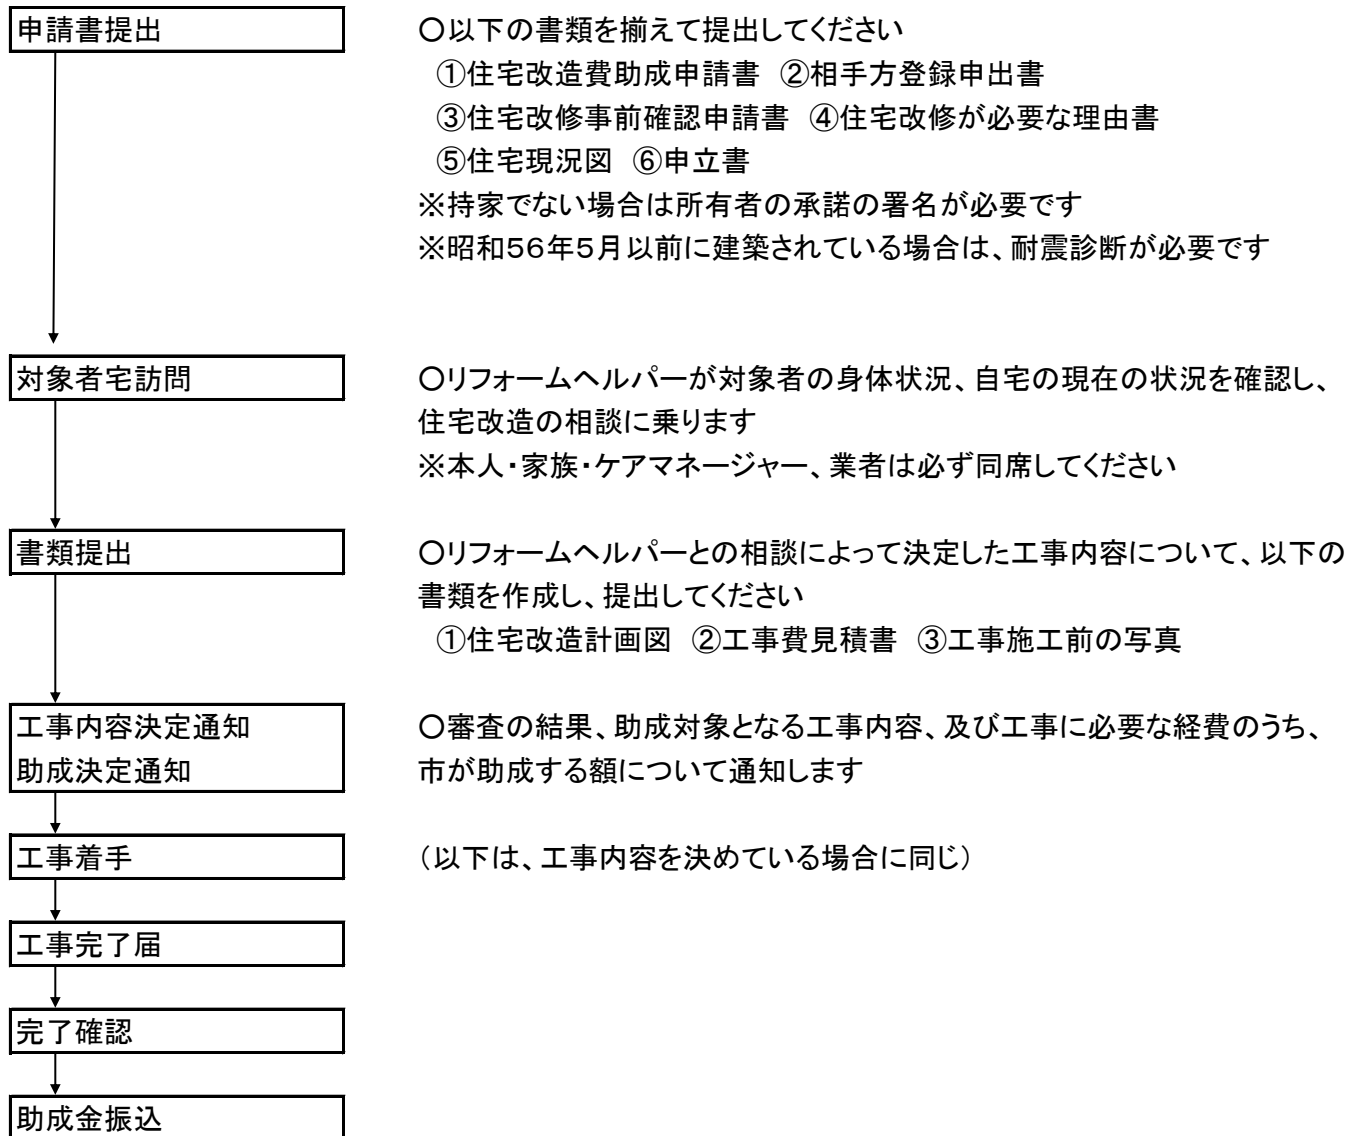 申請書提出
○以下の書類を揃えて提出してください
①住宅改造費助成申請書 ②相手方登録申出書
③住宅改修事前確認申請書 ④住宅改修が必要な理由書
⑤住宅現況図 ⑥申立書
※持家でない場合は所有者の承諾の署名が必要です
※昭和56年5月以前に建築されている場合は、耐震診断が必要です
対象者宅訪問
○リフォームヘルパーが対象者の身体状況、自宅の現在の状況を確認し、
住宅改造の相談に乗ります
※本人・家族・ケアマネージャー、業者は必ず同席してください
書類提出
○リフォームヘルパーとの相談によって決定した工事内容について、以下の
書類を作成し、提出してください
①住宅改造計画図 ②工事費見積書 ③工事施工前の写真
工事内容決定通知
助成決定通知
○審査の結果、助成対象となる工事内容、及び工事に必要な経費のうち、
市が助成する額について通知します
工事着手
（以下は、工事内容を決めている場合に同じ）
工事完了届
完了確認
助成金振込